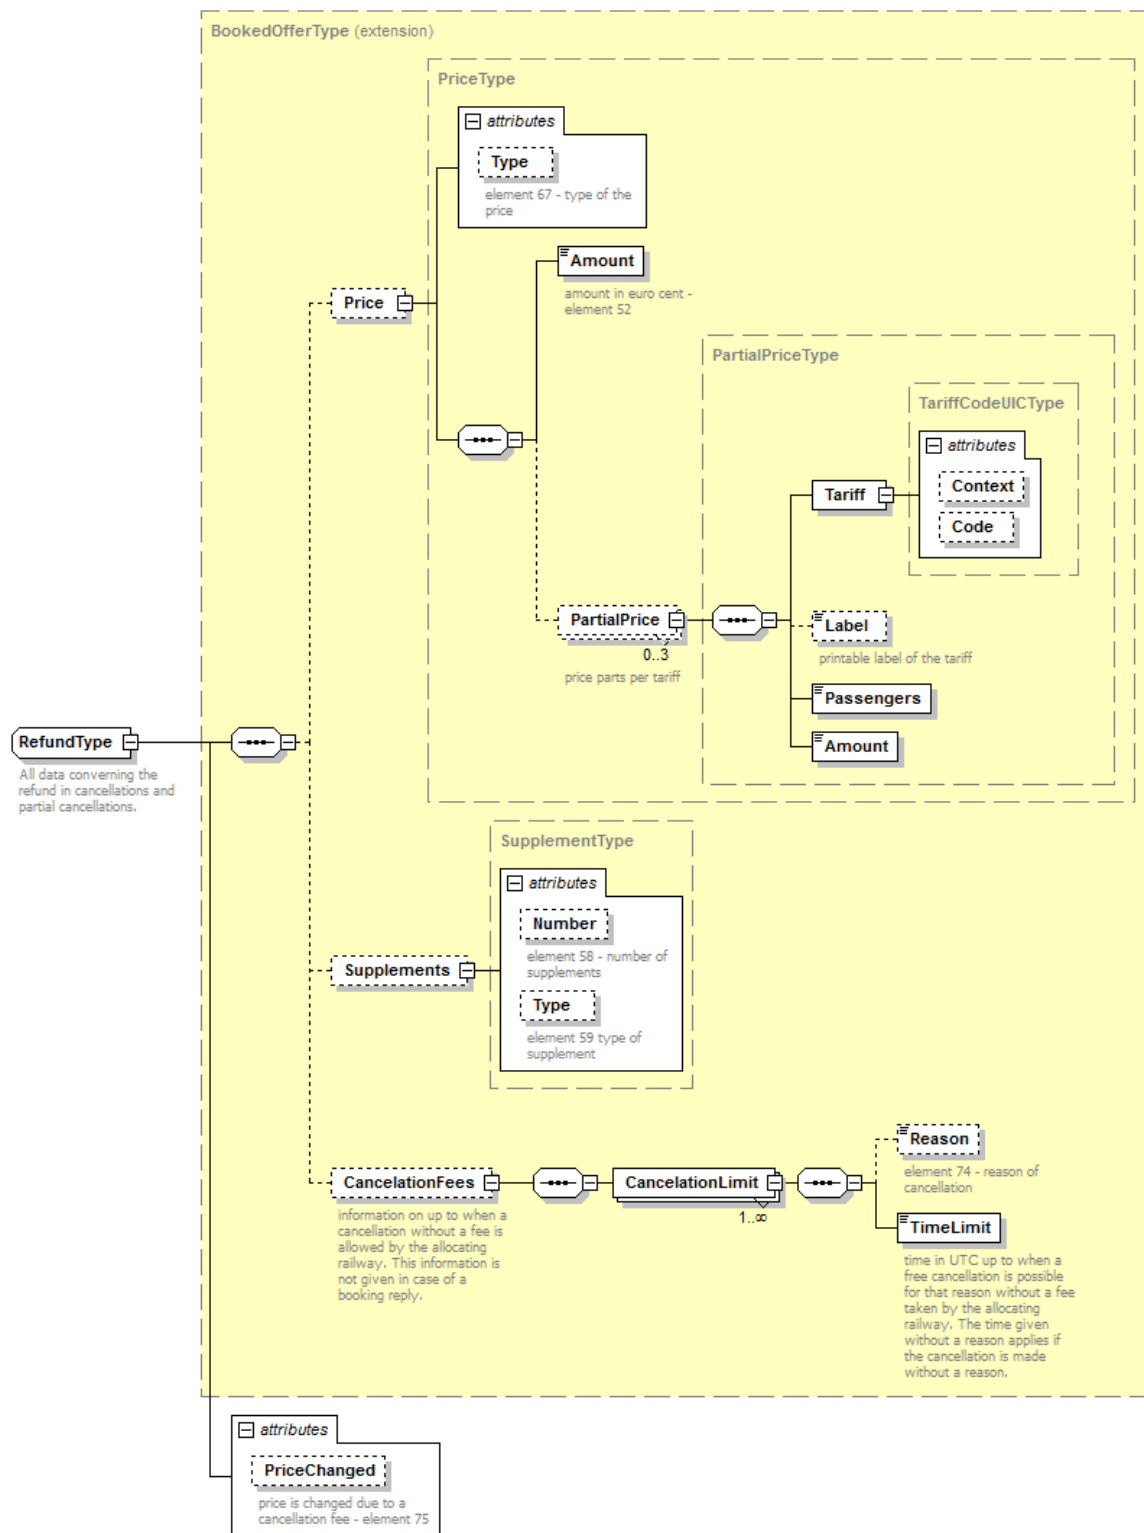 BookedOfferType (extension)
PriceType
attributes
Type
element 67 - type of the
price
Amount
amount in euro cent -
element 52
Price
PartialPriceType
TariffCodeUICType
attributes
Context
Code
Tariff
PartialPrice
0..3
price parts per tariff
Label
printable label of the tariff
Passengers
Amount
RefundType
All data converning the
refund in cancellations and
partial cancellations.
SupplementType
attributes
Number
element 58 - number of
supplements
Type
element 59 type of
supplement
Supplements
CancelationFees
information on up to when a
cancellation without a fee is
allowed by the allocating
railway. This information is
not given in case of a
booking reply.
CancelationLimit
1..∞
Reason
element 74 - reason of
cancellation
TimeLimit
time in UTC up to when a
free cancellation is possible
for that reason without a fee
taken by the allocating
railway. The time given
without a reason applies if
the cancellation is made
without a reason.
attributes
PriceChanged
price is changed due to a
cancellation fee - element 75